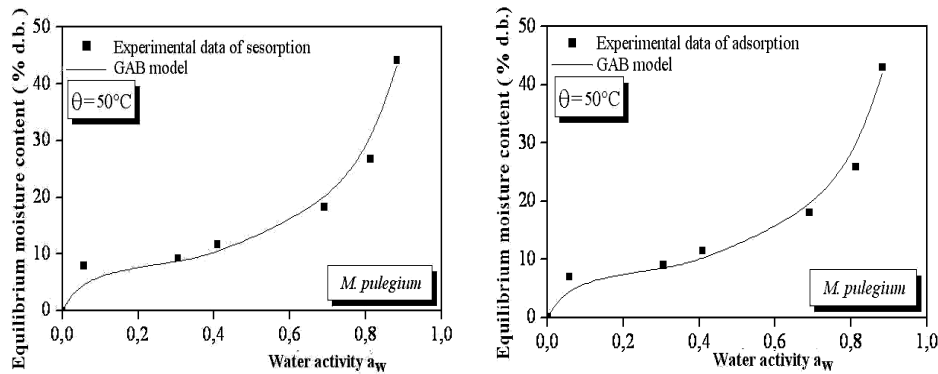 50
40
30
20
10
0
Equilibrium moisture content ( % d.b.)
Experimental data of sesorption
GAB model
θ=50°C
M. pulegium
0,0 0,2 0,4 0,6 0,8 1,0
Water activity aw
50
40
30
20
10
0
Equilibrium moisture content ( % d.b.)
Experimental data of adsorption
GAB model
θ=50°C
M. pulegium
0,0 0,2 0,4 0,6 0,8 1,0
Water activity aw